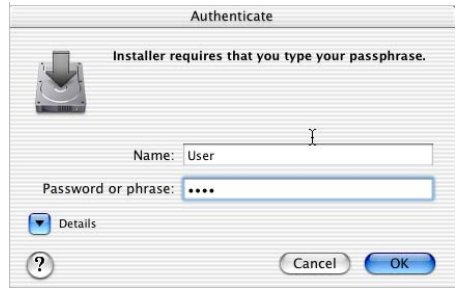 Authenticate
Installer requires that you type your passphrase.
Name: User
Password or phrase: ••••
Details
?
Cancel OK